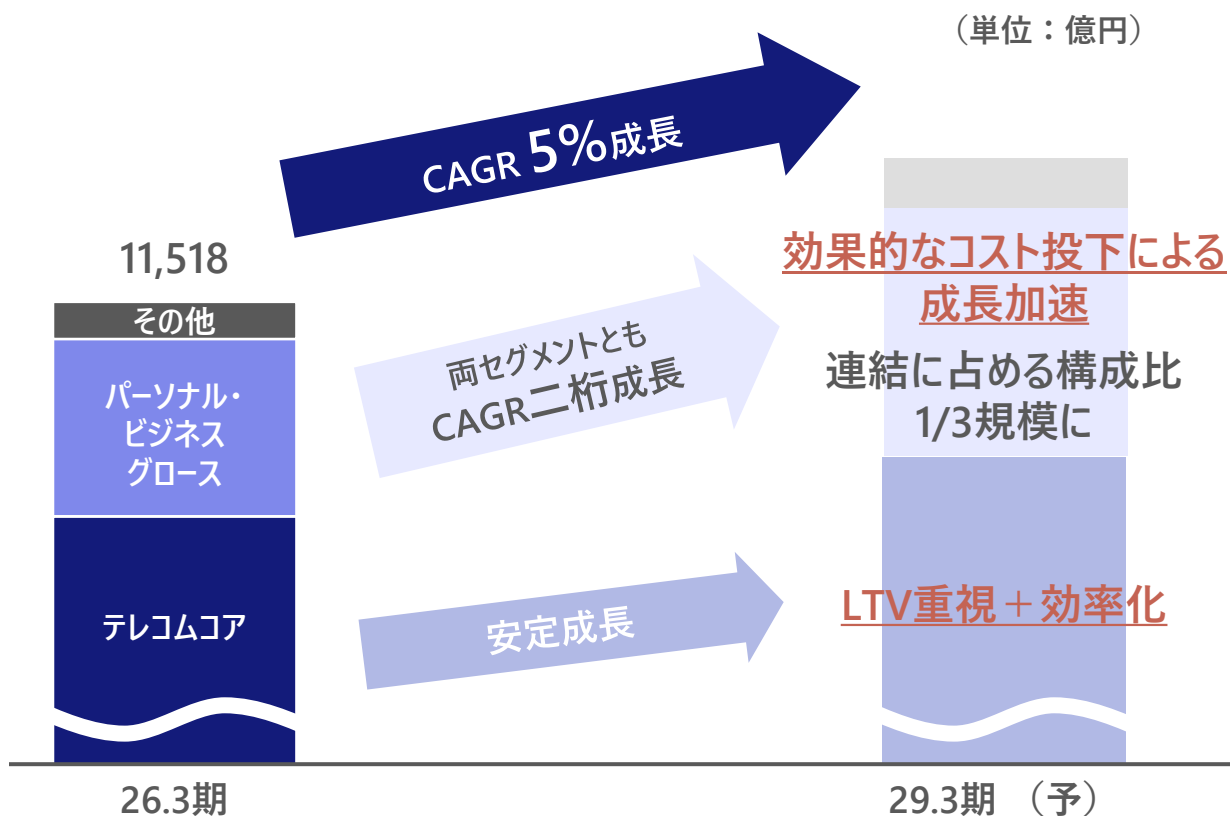 （単位：億円）
CAGR 5%成長
11,518
その他
パーソナル・
ビジネス
グロース
テレコムコア
26.3期
両セグメントとも
CAGR二桁成長
安定成長
効果的なコスト投下による
成長加速
連結に占める構成比
1/3規模に
LTV重視＋効率化
29.3期 （予）